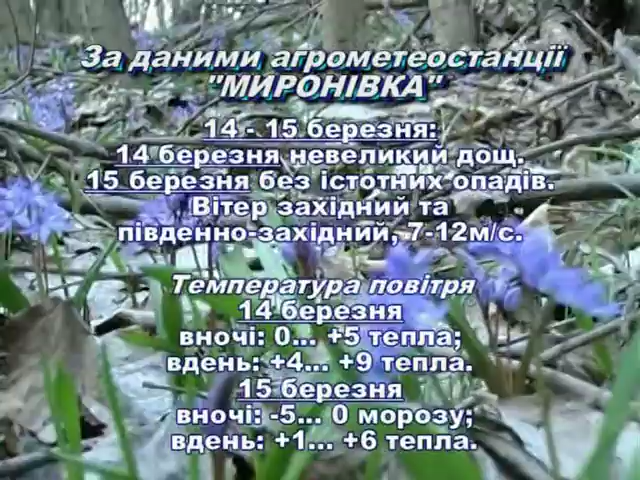 За даними агрометеостанції
"МИРОНІВКА"
14 - 15 березня:
14 березня невеликий дощ.
15 березня без істотних опадів.
Вітер західний та
південно-західний, 7-12м/с.
Температура повітря
14 березня
вночі: 0... +5 тепла;
вдень: +4... +9 тепла.
15 березня
вночі: -5... 0 морозу;
вдень: +1... +6 тепла.